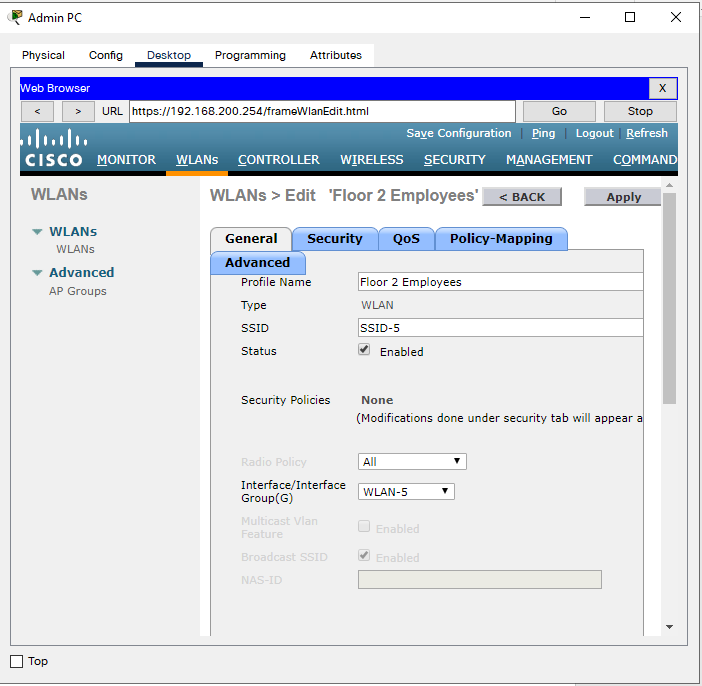 Admin PC
Physical Config Desktop Programming Attributes
Web Browser X
< > URL https://192.168.200.254/frameWlanEdit.html Go Stop
Save Configuration | Ping | Logout | Refresh
CISCO MONITOR WLANs CONTROLLER WIRELESS SECURITY MANAGEMENT COMMAND
WLANs
WLANs
WLANs
Advanced
AP Groups
WLANs > Edit 'Floor 2 Employees' < BACK Apply
General Security QoS Policy-Mapping
Advanced
Profile Name Floor 2 Employees
Type WLAN
SSID SSID-5
Status Enabled
Security Policies None
(Modifications done under security tab will appear a
Radio Policy All
Interface/Interface
Group(G) WLAN-5
Multicast Vlan
Feature Enabled
Broadcast SSID Enabled
NAS-ID
Top